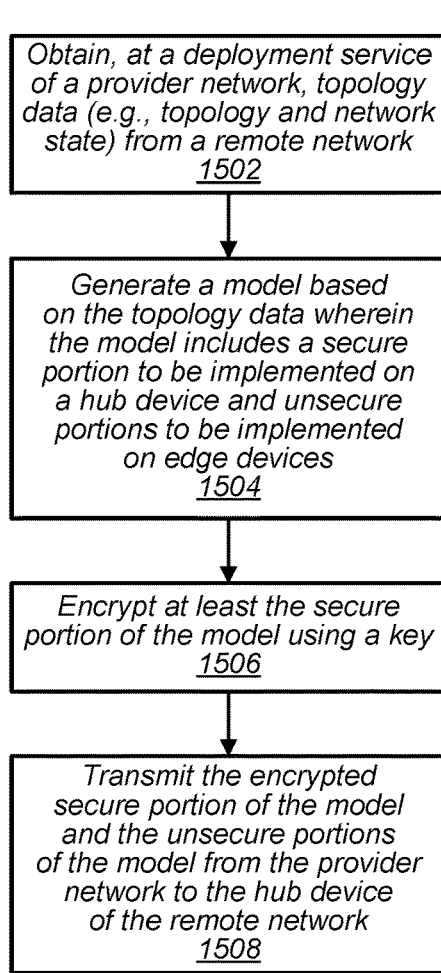 Obtain, at a deployment service
of a provider network, topology
data (e.g., topology and network
state) from a remote network
1502
Generate a model based
on the topology data wherein
the model includes a secure
portion to be implemented on
a hub device and unsecure
portions to be implemented
on edge devices
1504
Encrypt at least the secure
portion of the model using a key
1506
Transmit the encrypted
secure portion of the model
and the unsecure portions
of the model from the provider
network to the hub device
of the remote network
1508